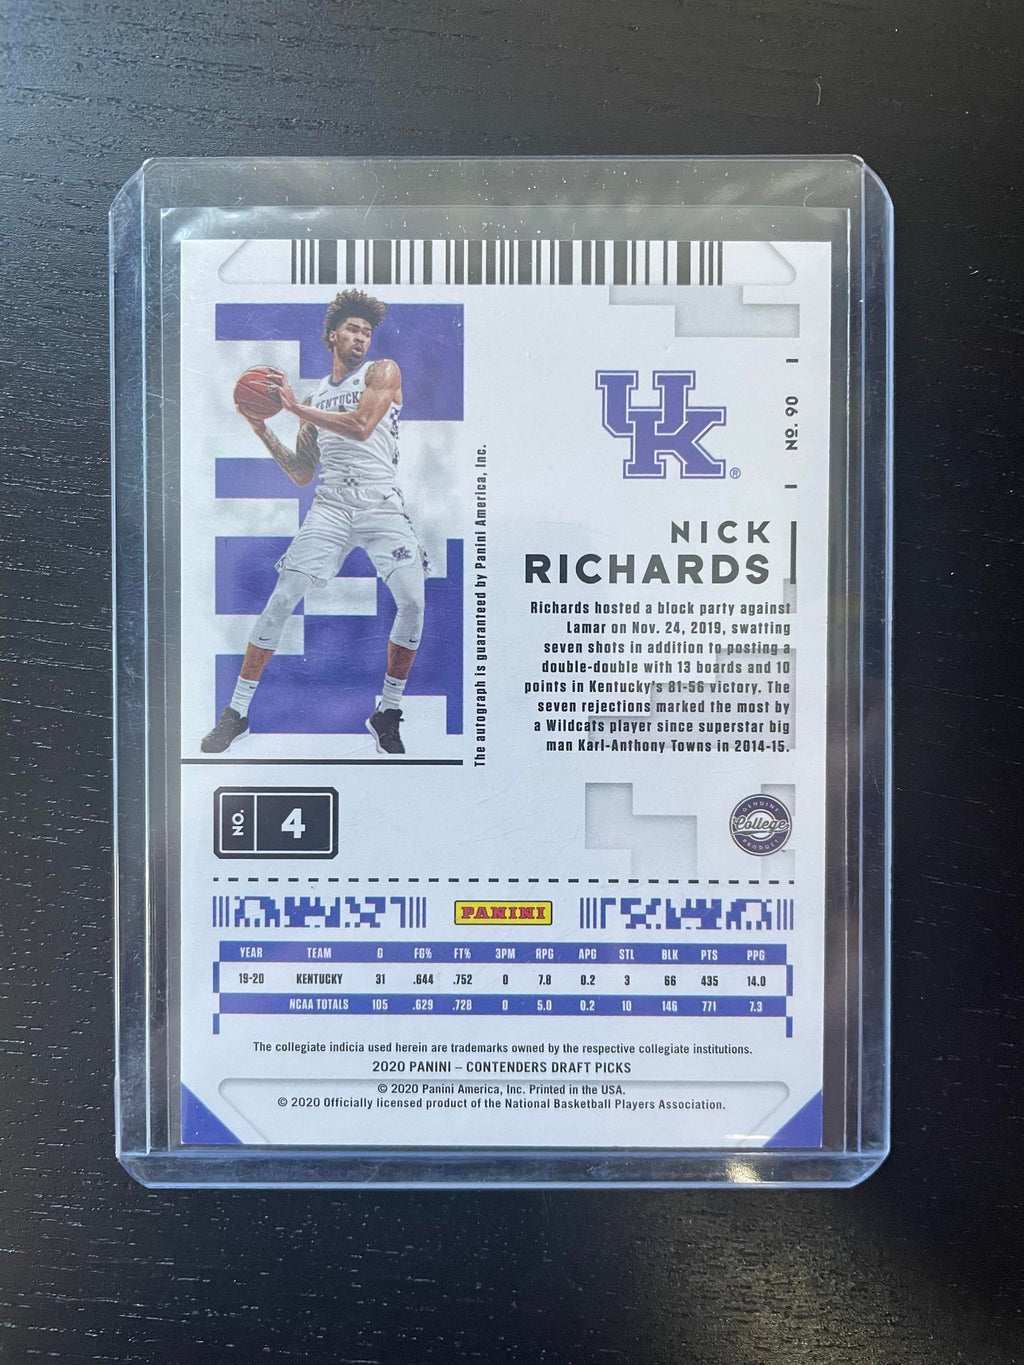 KENTUCKY
UK
®
No. 90
NICK
RICHARDS
Richards hosted a block party against
Lamar on Nov. 24, 2019, swatting
seven shots in addition to posting a
double-double with 13 boards and 10
points in Kentucky's 81-56 victory. The
seven rejections marked the most by
a Wildcats player since superstar big
man Karl-Anthony Towns in 2014-15.
The autograph is guaranteed by Panini America, Inc.
NO. 4
GENUINE
College
PRODUCT
PANINI
YEAR TEAM G FG% FT% 3PM RPG APG STL BLK PTS PPG
19-20 KENTUCKY 31 .644 .752 0 7.8 0.2 3 66 435 14.0
NCAA TOTALS 105 .629 .728 0 5.0 0.2 10 146 771 7.3
The collegiate indicia used herein are trademarks owned by the respective collegiate institutions.
2020 PANINI – CONTENDERS DRAFT PICKS
© 2020 Panini America, Inc. Printed in the USA.
© 2020 Officially licensed product of the National Basketball Players Association.